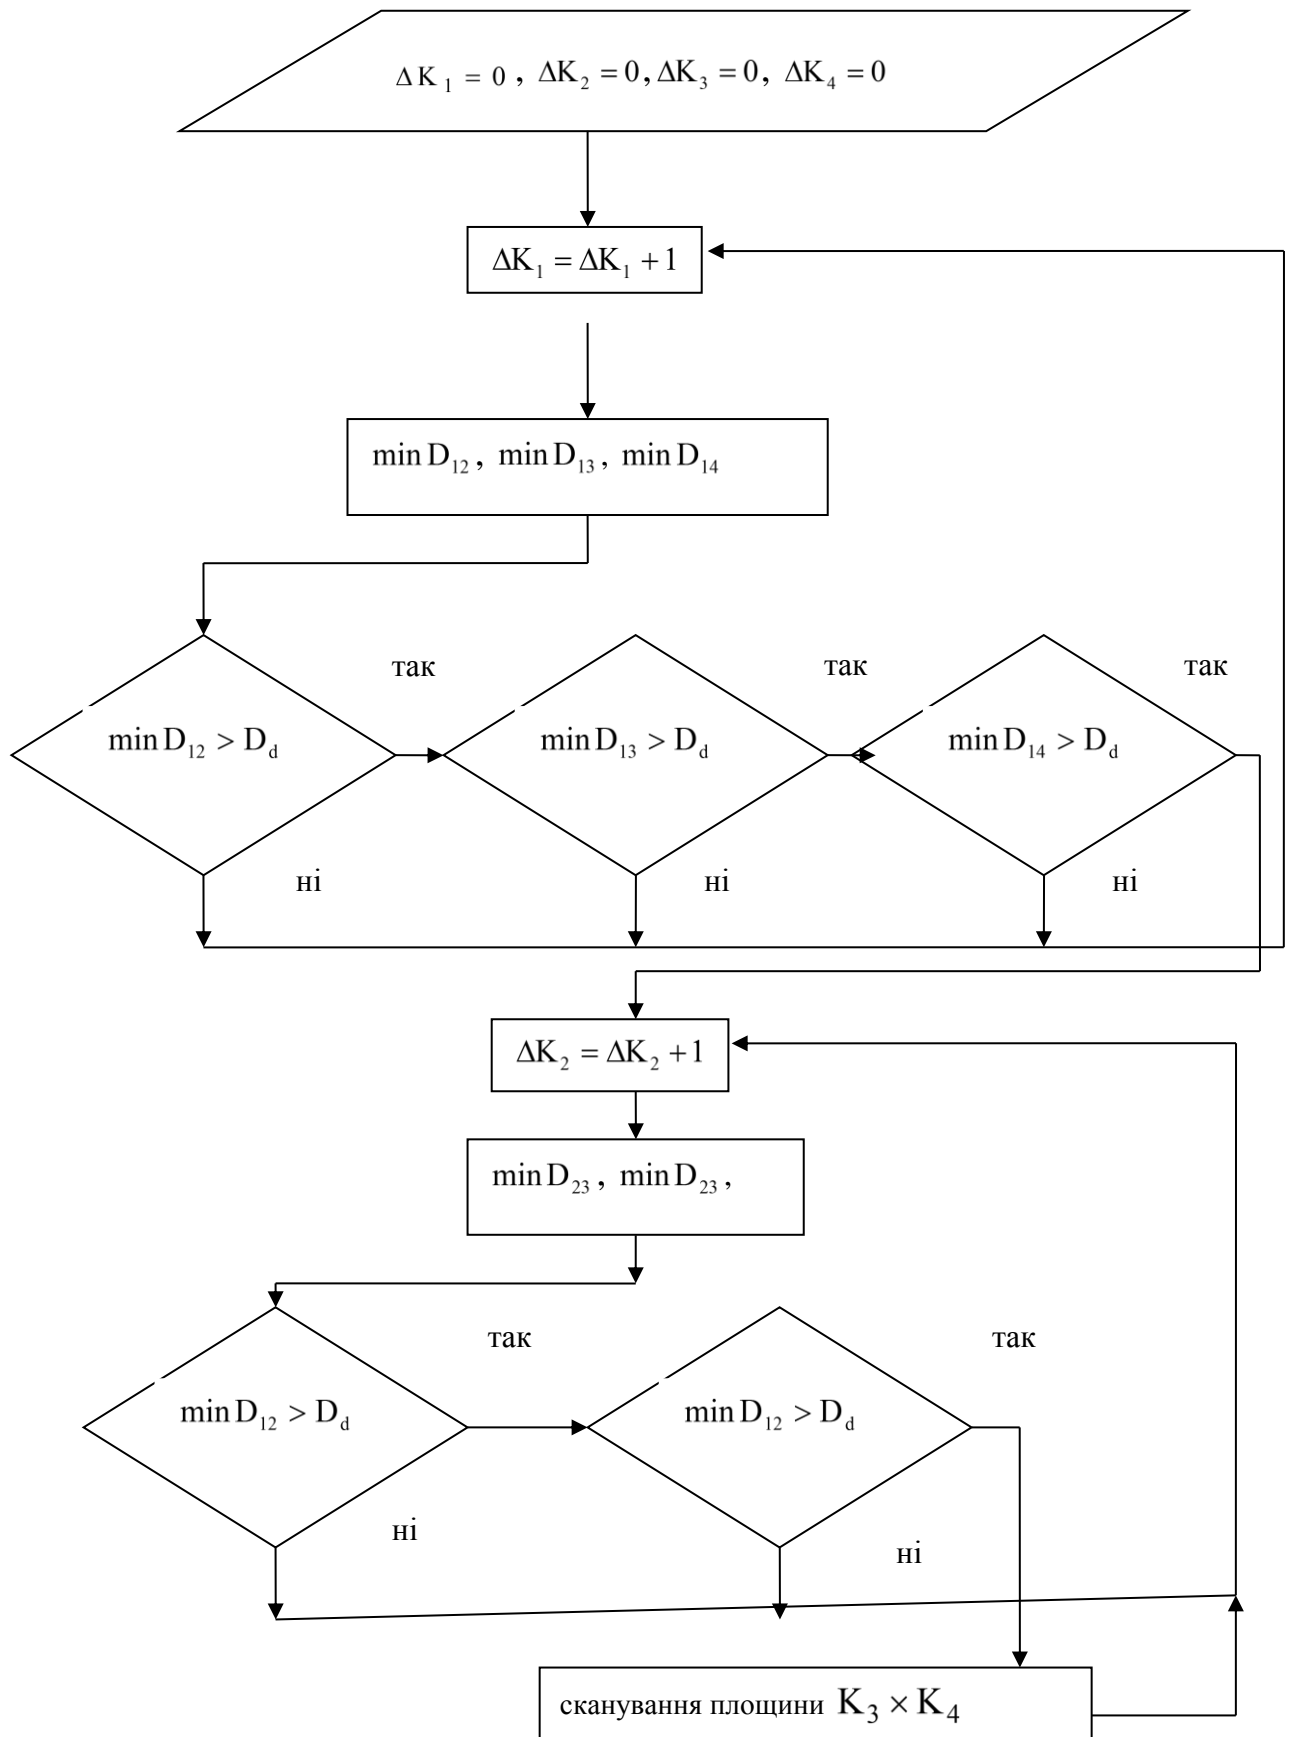 ΔK₁ = 0 , ΔK₂ = 0, ΔK₃ = 0, ΔK₄ = 0
ΔK₁ = ΔK₁ + 1
min D₁₂ , min D₁₃ , min D₁₄
так так так
min D₁₂ > D_d min D₁₃ > D_d min D₁₄ > D_d
ні ні ні
ΔK₂ = ΔK₂ + 1
min D₂₃ , min D₂₃ ,
так так
min D₁₂ > D_d min D₁₂ > D_d
ні
ні
сканування площини K₃ × K₄